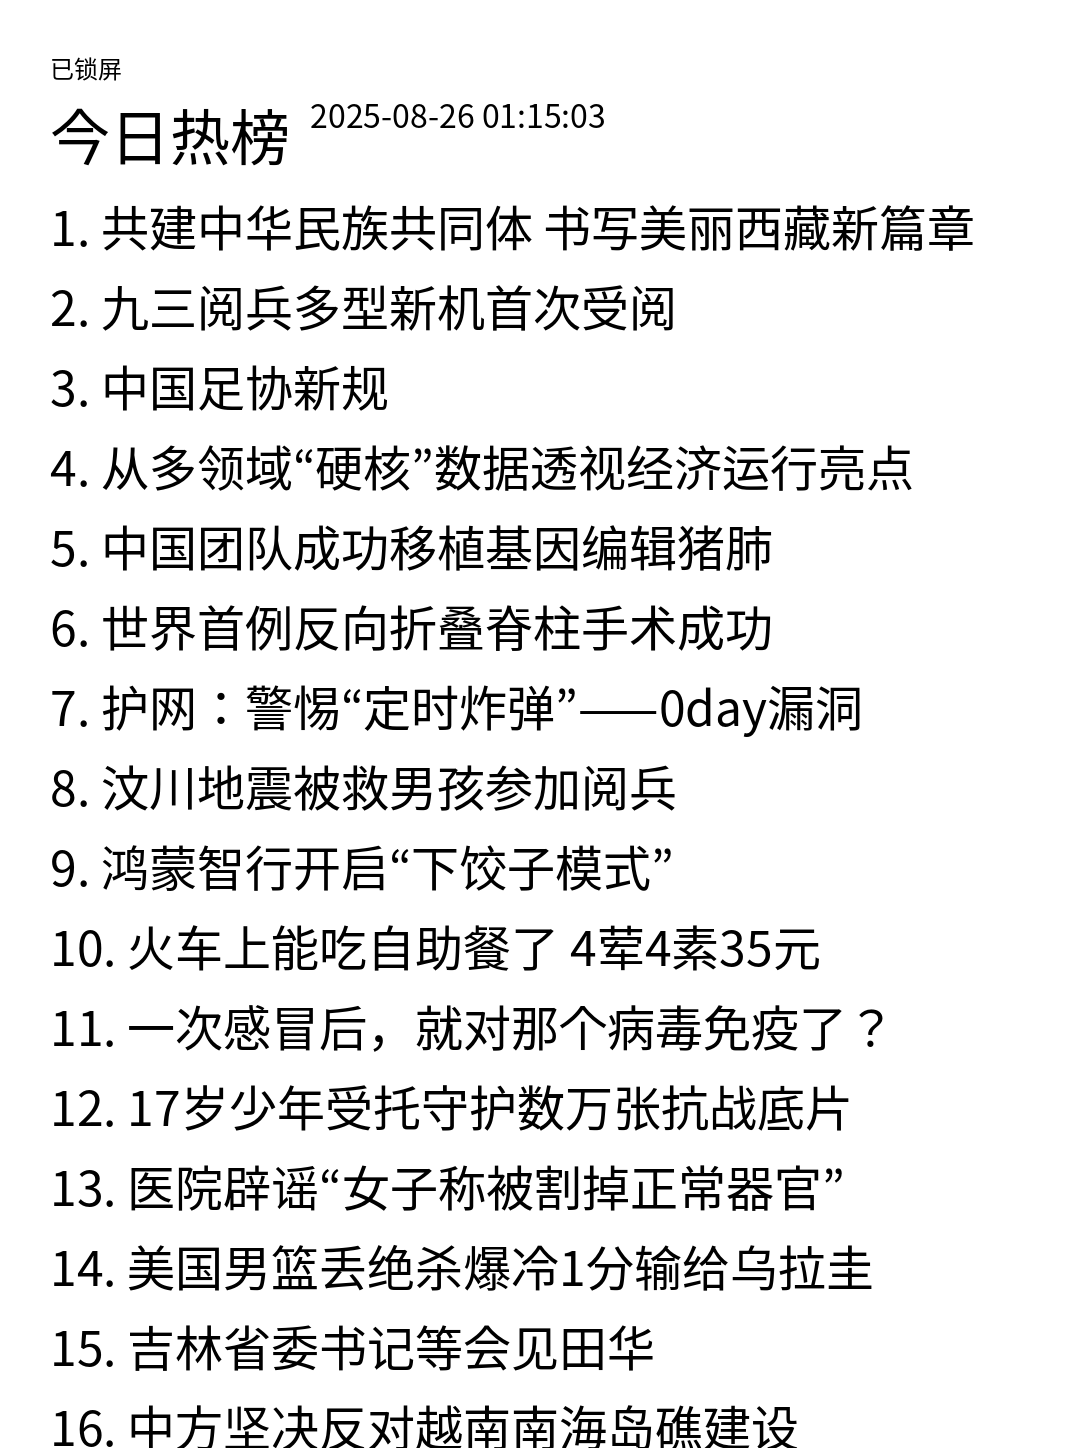 已锁屏
今日热榜 2025-08-26 01:15:03
1. 共建中华民族共同体 书写美丽西藏新篇章
2. 九三阅兵多型新机首次受阅
3. 中国足协新规
4. 从多领域“硬核”数据透视经济运行亮点
5. 中国团队成功移植基因编辑猪肺
6. 世界首例反向折叠脊柱手术成功
7. 护网：警惕“定时炸弹”——0day漏洞
8. 汶川地震被救男孩参加阅兵
9. 鸿蒙智行开启“下饺子模式”
10. 火车上能吃自助餐了 4荤4素35元
11. 一次感冒后，就对那个病毒免疫了？
12. 17岁少年受托守护数万张抗战底片
13. 医院辟谣“女子称被割掉正常器官”
14. 美国男篮丢绝杀爆冷1分输给乌拉圭
15. 吉林省委书记等会见田华
16. 中方坚决反对越南南海岛礁建设